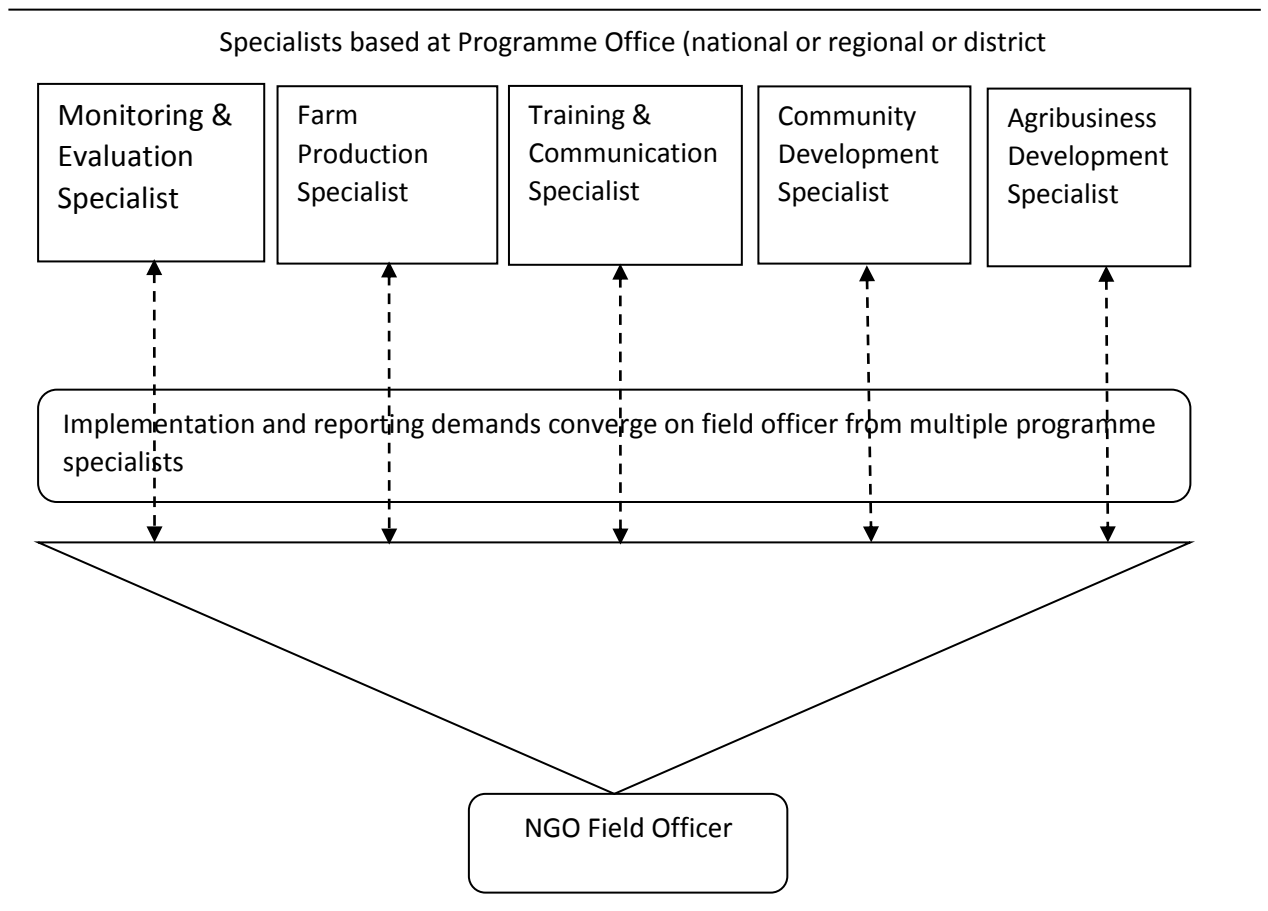 Specialists based at Programme Office (national or regional or district
Monitoring &
Evaluation
Specialist
Farm
Production
Specialist
Training &
Communication
Specialist
Community
Development
Specialist
Agribusiness
Development
Specialist
Implementation and reporting demands converge on field officer from multiple programme
specialists
NGO Field Officer